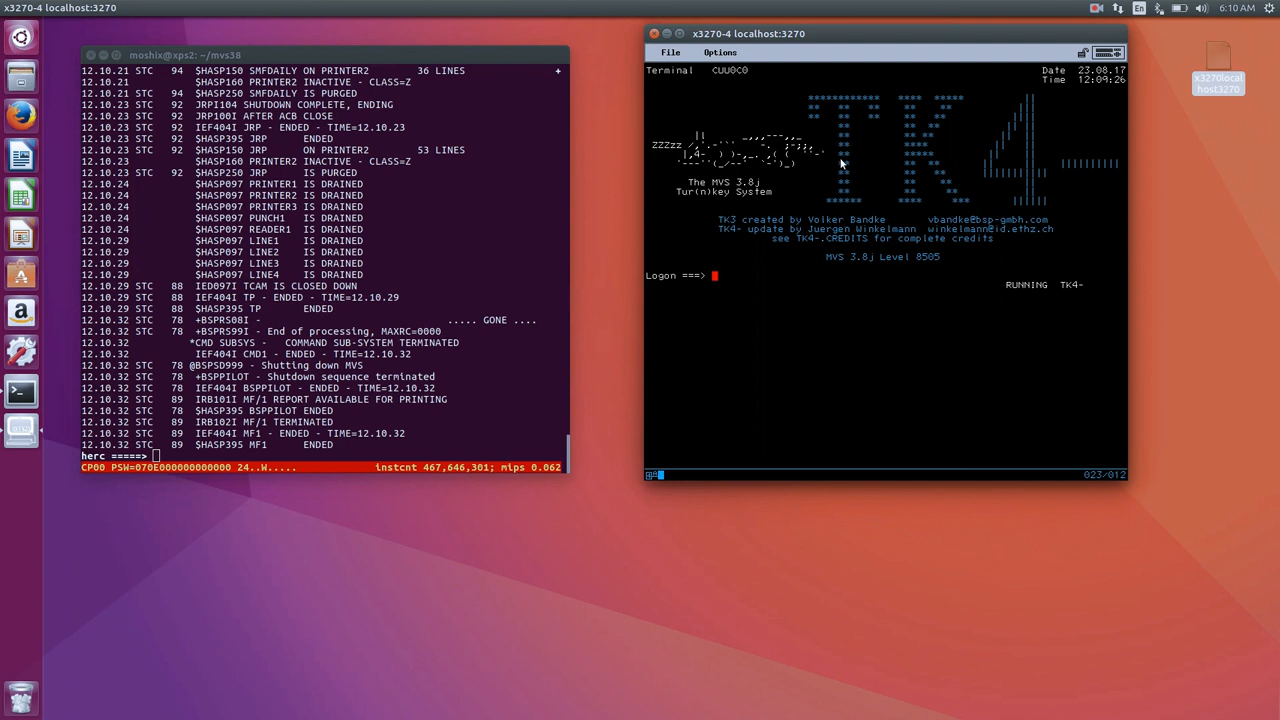 x3270-4 localhost:3270
En
6:10 AM
moshix@xps2: ~/mvs38
12.10.21 STC   94  $HASP150 SMFDAILY ON PRINTER2        36 LINES               +
12.10.21           $HASP160 PRINTER2 INACTIVE - CLASS=Z
12.10.21 STC   94  $HASP250 SMFDAILY IS PURGED
12.10.23 STC   92  JRPI104 SHUTDOWN COMPLETE, ENDING
12.10.23 STC   92  JRP100I AFTER ACB CLOSE
12.10.23 STC   92  IEF404I JRP - ENDED - TIME=12.10.23
12.10.23 STC   92  $HASP395 JRP      ENDED
12.10.23 STC   92  $HASP150 JRP      ON PRINTER2        53 LINES
12.10.23           $HASP160 PRINTER2 INACTIVE - CLASS=Z
12.10.23 STC   92  $HASP250 JRP      IS PURGED
12.10.24           $HASP097 PRINTER1 IS DRAINED
12.10.24           $HASP097 PRINTER2 IS DRAINED
12.10.24           $HASP097 PRINTER3 IS DRAINED
12.10.24           $HASP097 PUNCH1   IS DRAINED
12.10.24           $HASP097 READER1  IS DRAINED
12.10.29           $HASP097 LINE1    IS DRAINED
12.10.29           $HASP097 LINE2    IS DRAINED
12.10.29           $HASP097 LINE3    IS DRAINED
12.10.29           $HASP097 LINE4    IS DRAINED
12.10.29 STC   88  IED097I TCAM IS CLOSED DOWN
12.10.29 STC   88  IEF404I TP - ENDED - TIME=12.10.29
12.10.29 STC   88  $HASP395 TP       ENDED
12.10.32 STC   78  +BSPRS08I -                               ..... GONE ....
12.10.32 STC   78  +BSPRS99I - End of processing, MAXRC=0000
12.10.32          *CMD SUBSYS -   COMMAND SUB-SYSTEM TERMINATED
12.10.32           IEF404I CMD1 - ENDED - TIME=12.10.32
12.10.32 STC   78 @BSPSD999 - Shutting down MVS
12.10.32 STC   78  +BSPPILOT - Shutdown sequence terminated
12.10.32 STC   78  IEF404I BSPPILOT - ENDED - TIME=12.10.32
12.10.32 STC   89  IRB101I MF/1 REPORT AVAILABLE FOR PRINTING
12.10.32 STC   78  $HASP395 BSPPILOT ENDED
12.10.32 STC   89  IRB102I MF/1 TERMINATED
12.10.32 STC   89  IEF404I MF1 - ENDED - TIME=12.10.32
12.10.32 STC   89  $HASP395 MF1      ENDED
herc =====>
CP00 PSW=070E000000000000 24..W.....             instcnt 467,646,301; mips 0.062
x3270-4 localhost:3270
File
Options
Terminal   CUU0C0
Date  23.08.17
Time  12:09:26
TK4-
ZZZzz
The MVS 3.8j
Tur(n)key System
TK3 created by Volker Bandke       vbandke@bsp-gmbh.com
TK4- update by Juergen Winkelmann  winkelmann@id.ethz.ch
see TK4-.CREDITS for complete credits
MVS 3.8j Level 8505
Logon ===>
RUNNING  TK4-
023/012
x3270local
host3270